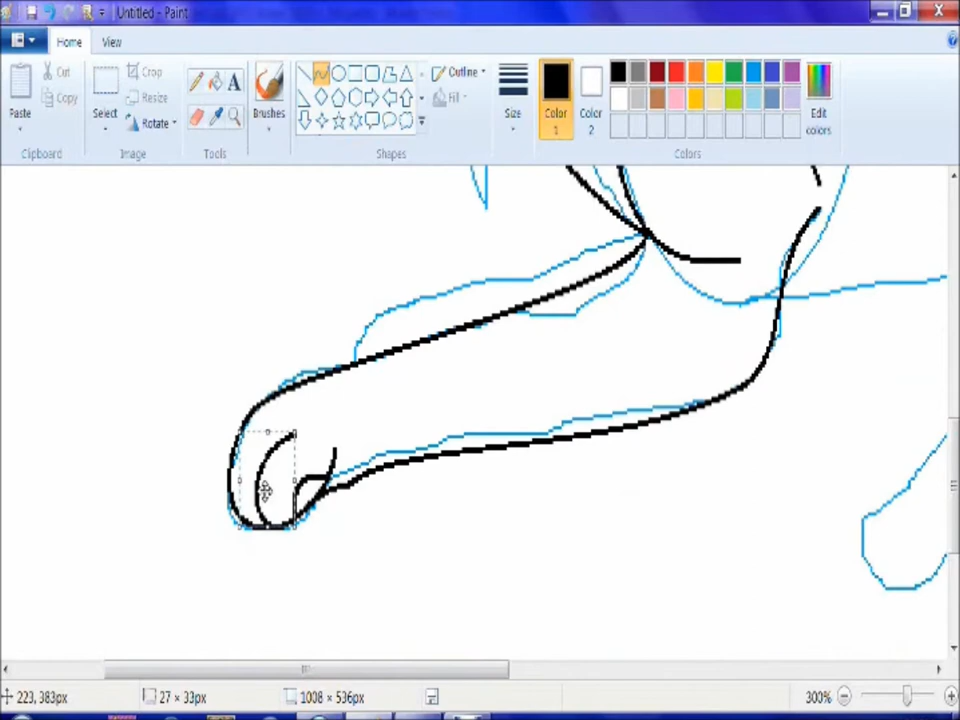 Untitled - Paint
Home View
Paste
Cut
Copy
Clipboard
Select
Crop
Resize
Rotate
Image
A
Tools
Brushes
Outline
Fill
Shapes
Size
Color 1
Color 2
Edit colors
Colors
223, 383px
27 × 33px
1008 × 536px
300%